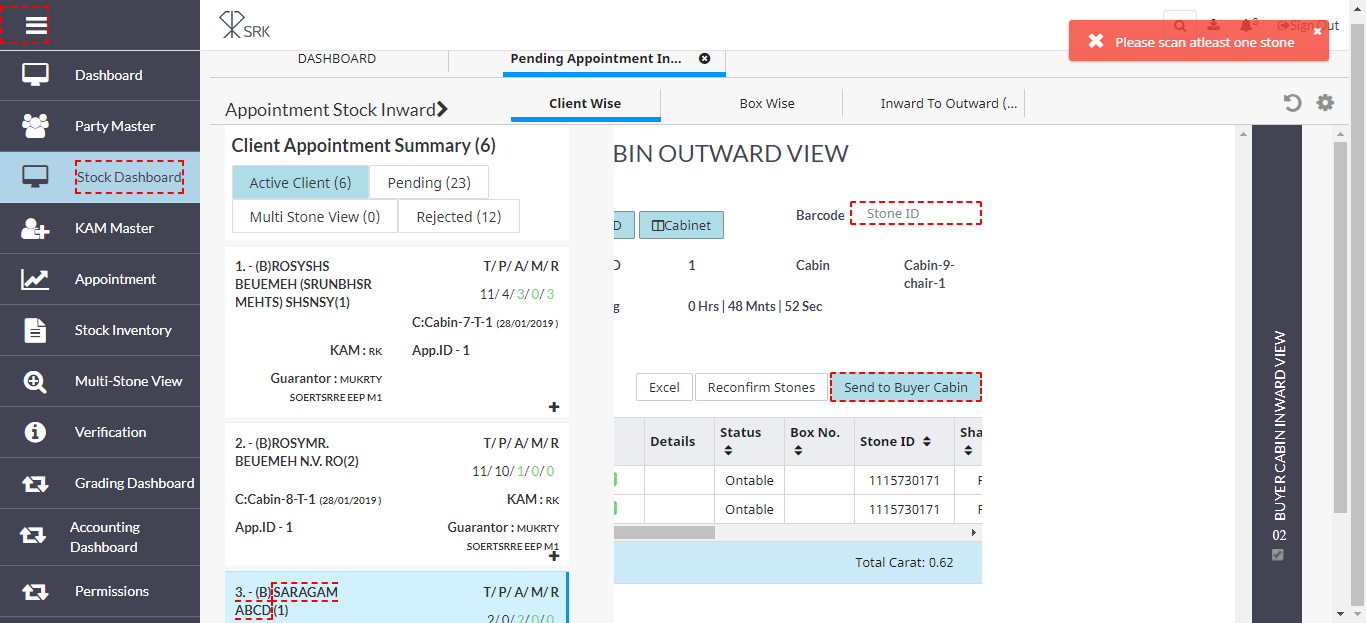 SRK
3
Sign Out
Please scan atleast one stone
Dashboard
Party Master
Stock Dashboard
KAM Master
Appointment
Stock Inventory
Multi-Stone View
Verification
Grading Dashboard
Accounting
Dashboard
Permissions
DASHBOARD
Pending Appointment In...
Appointment Stock Inward
Client Wise
Box Wise
Inward To Outward (...
Client Appointment Summary (6)
Active Client (6)
Pending (23)
Multi Stone View (0)
Rejected (12)
1. - (B)ROSYSHS
BEUEMEH (SRUNBHSR
MEHTS) SHSNSY(1)
T/ P/ A/ M/ R
11/ 4/ 3/ 0/ 3
C:Cabin-7-T-1 (28/01/2019 )
KAM : RK
App.ID - 1
Guarantor : MUKRTY
SOERTSRRE EEP M1
2. - (B)ROSYMR.
BEUEMEH N.V. RO(2)
T/ P/ A/ M/ R
11/ 10/ 1/ 0/ 0
C:Cabin-8-T-1 (28/01/2019 )
KAM : RK
App.ID - 1
Guarantor : MUKRTY
SOERTSRRE EEP M1
3. - (B)SARAGAM
ABCD(1)
T/ P/ A/ M/ R
2/ 0/ 2/ 0/ 0
BIN OUTWARD VIEW
Cabinet
Barcode
Stone ID
1
Cabin
Cabin-9-
chair-1
g
0 Hrs | 48 Mnts | 52 Sec
Excel
Reconfirm Stones
Send to Buyer Cabin
Details
Status
Box No.
Stone ID
Sha
Ontable
1115730171
Ontable
1115730171
Total Carat: 0.62
BUYER CABIN INWARD VIEW
02